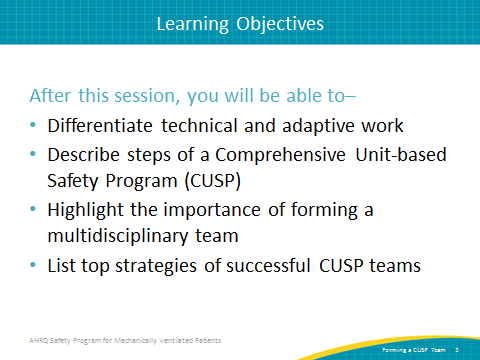 Learning Objectives
After this session, you will be able to–
• Differentiate technical and adaptive work
• Describe steps of a Comprehensive Unit-based
Safety Program (CUSP)
• Highlight the importance of forming a
multidisciplinary team
• List top strategies of successful CUSP teams
AHRQ Safety Program for Mechanically Ventilated Patients
Forming a CUSP Team 2